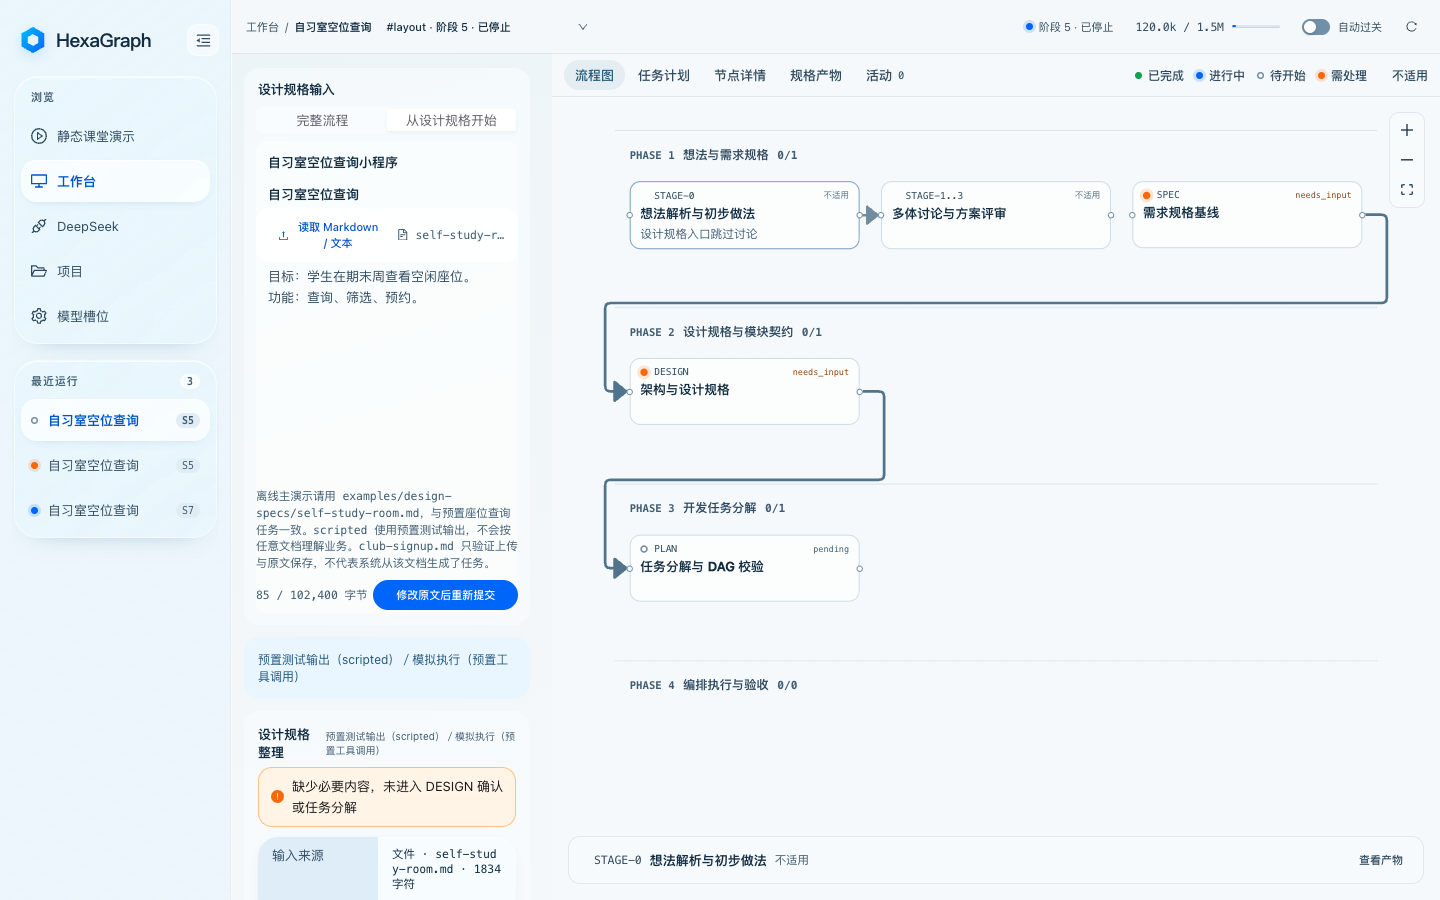 HexaGraph
浏览
静态课堂演示
工作台
DeepSeek
项目
模型槽位
最近运行 3
自习室空位查询 S5
自习室空位查询 S5
自习室空位查询 S7
工作台 / 自习室空位查询 #layout · 阶段 5 · 已停止
阶段 5 · 已停止 120.0k / 1.5M 自动过关
设计规格输入
完整流程 从设计规格开始
自习室空位查询小程序
自习室空位查询
读取 Markdown
/ 文本
self-study-r…
目标：学生在期末周查看空闲座位。
功能：查询、筛选、预约。
离线主演示请用 examples/design-
specs/self-study-room.md，与预置座位查询
任务一致。scripted 使用预置测试输出，不会按
任意文档理解业务。club-signup.md 只验证上传
与原文保存，不代表系统从该文档生成了任务。
85 / 102,400 字节 修改原文后重新提交
预置测试输出（scripted） / 模拟执行（预置工
具调用）
设计规格
整理
预置测试输出（scripted） / 模拟执行（预
置工具调用）
缺少必要内容，未进入 DESIGN 确认
或任务分解
输入来源
文件 · self-stud
y-room.md · 1834
字符
流程图 任务计划 节点详情 规格产物 活动 0
已完成 进行中 待开始 需处理 不适用
PHASE 1 想法与需求规格 0/1
STAGE-0 不适用
想法解析与初步做法
设计规格入口跳过讨论
STAGE-1..3 不适用
多体讨论与方案评审
SPEC needs_input
需求规格基线
PHASE 2 设计规格与模块契约 0/1
DESIGN needs_input
架构与设计规格
PHASE 3 开发任务分解 0/1
PLAN pending
任务分解与 DAG 校验
PHASE 4 编排执行与验收 0/0
STAGE-0 想法解析与初步做法 不适用 查看产物